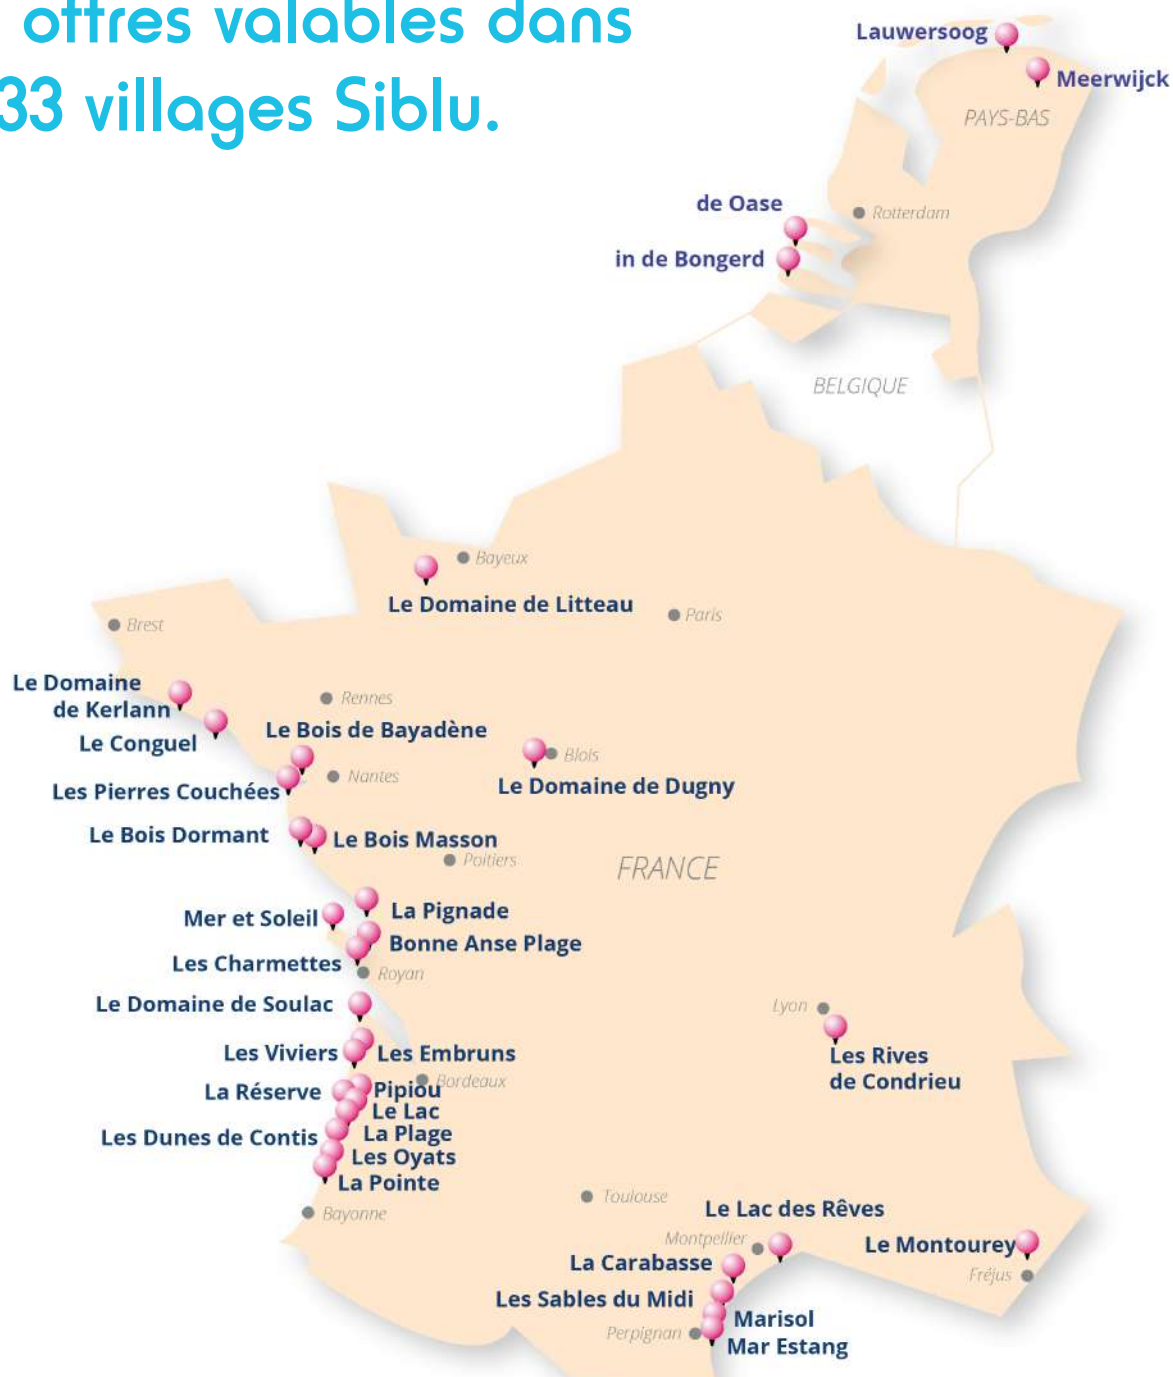 offres valables dans
33 villages Siblu.
Lauwersoog
Meerwijck
PAYS-BAS
de Oase
Rotterdam
in de Bongerd
BELGIQUE
Bayeux
Le Domaine de Litteau
Paris
Brest
Le Domaine
de Kerlann
Rennes
Le Conguel
Le Bois de Bayadène
Blois
Nantes
Les Pierres Couchées
Le Domaine de Dugny
Le Bois Dormant
Le Bois Masson
Poitiers
FRANCE
La Pignade
Mer et Soleil
Bonne Anse Plage
Les Charmettes
Royan
Le Domaine de Soulac
Lyon
Les Viviers
Les Embruns
Les Rives
de Condrieu
Bordeaux
La Réserve
Pipiou
Le Lac
Les Dunes de Contis
La Plage
Les Oyats
La Pointe
Toulouse
Bayonne
Le Lac des Rêves
Montpellier
Le Montourey
La Carabasse
Fréjus
Les Sables du Midi
Marisol
Perpignan
Mar Estang